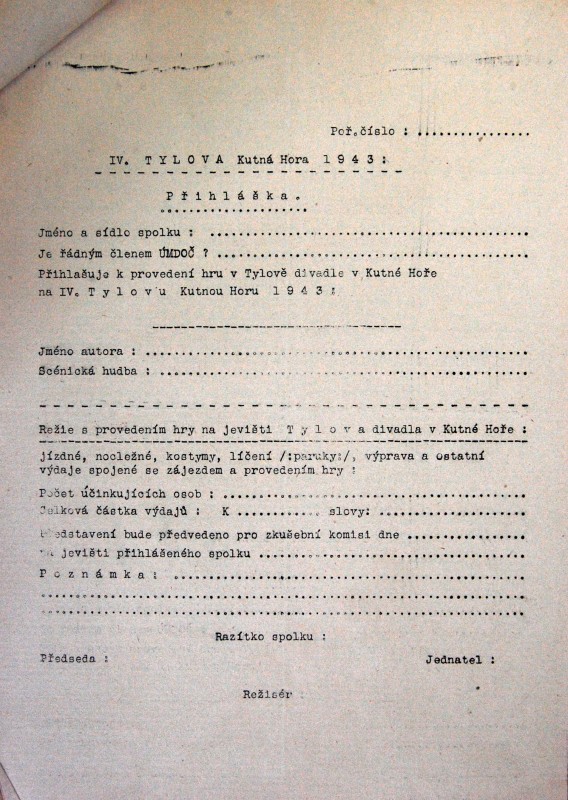 Poř.číslo : ................
IV. T Y L O V A Kutná Hora 1 9 4 3 :
P ř i h l á š k a .
Jméno a sídlo spolku : ......................................
Je řádným členem ÚMDOČ ? .....................................
Přihlašuje k provedení hru v Tylově divadle v Kutné Hoře
na IV. T y l o v u Kutnou Horu 1 9 4 3 :
Jméno autora : ..............................................
Scénická hudba : ............................................
Režie s provedením hry na jevišti T y l o v a divadla v Kutné Hoře :
jízdné, nocležné, kostymy, líčení /:paruky:/, výprava a ostatní
výdaje spojené se zájezdem a provedením hry :
Počet účinkujících osob : ...................................
Celková částka výdajů : K ............ slovy: ...................
Představení bude předvedeno pro zkušební komisi dne .............
na jevišti přihlášeného spolku ................................
P o z n á m k a : ...........................................
..............................................................
..............................................................
Razítko spolku :
Předseda :
Jednatel :
Režisér :